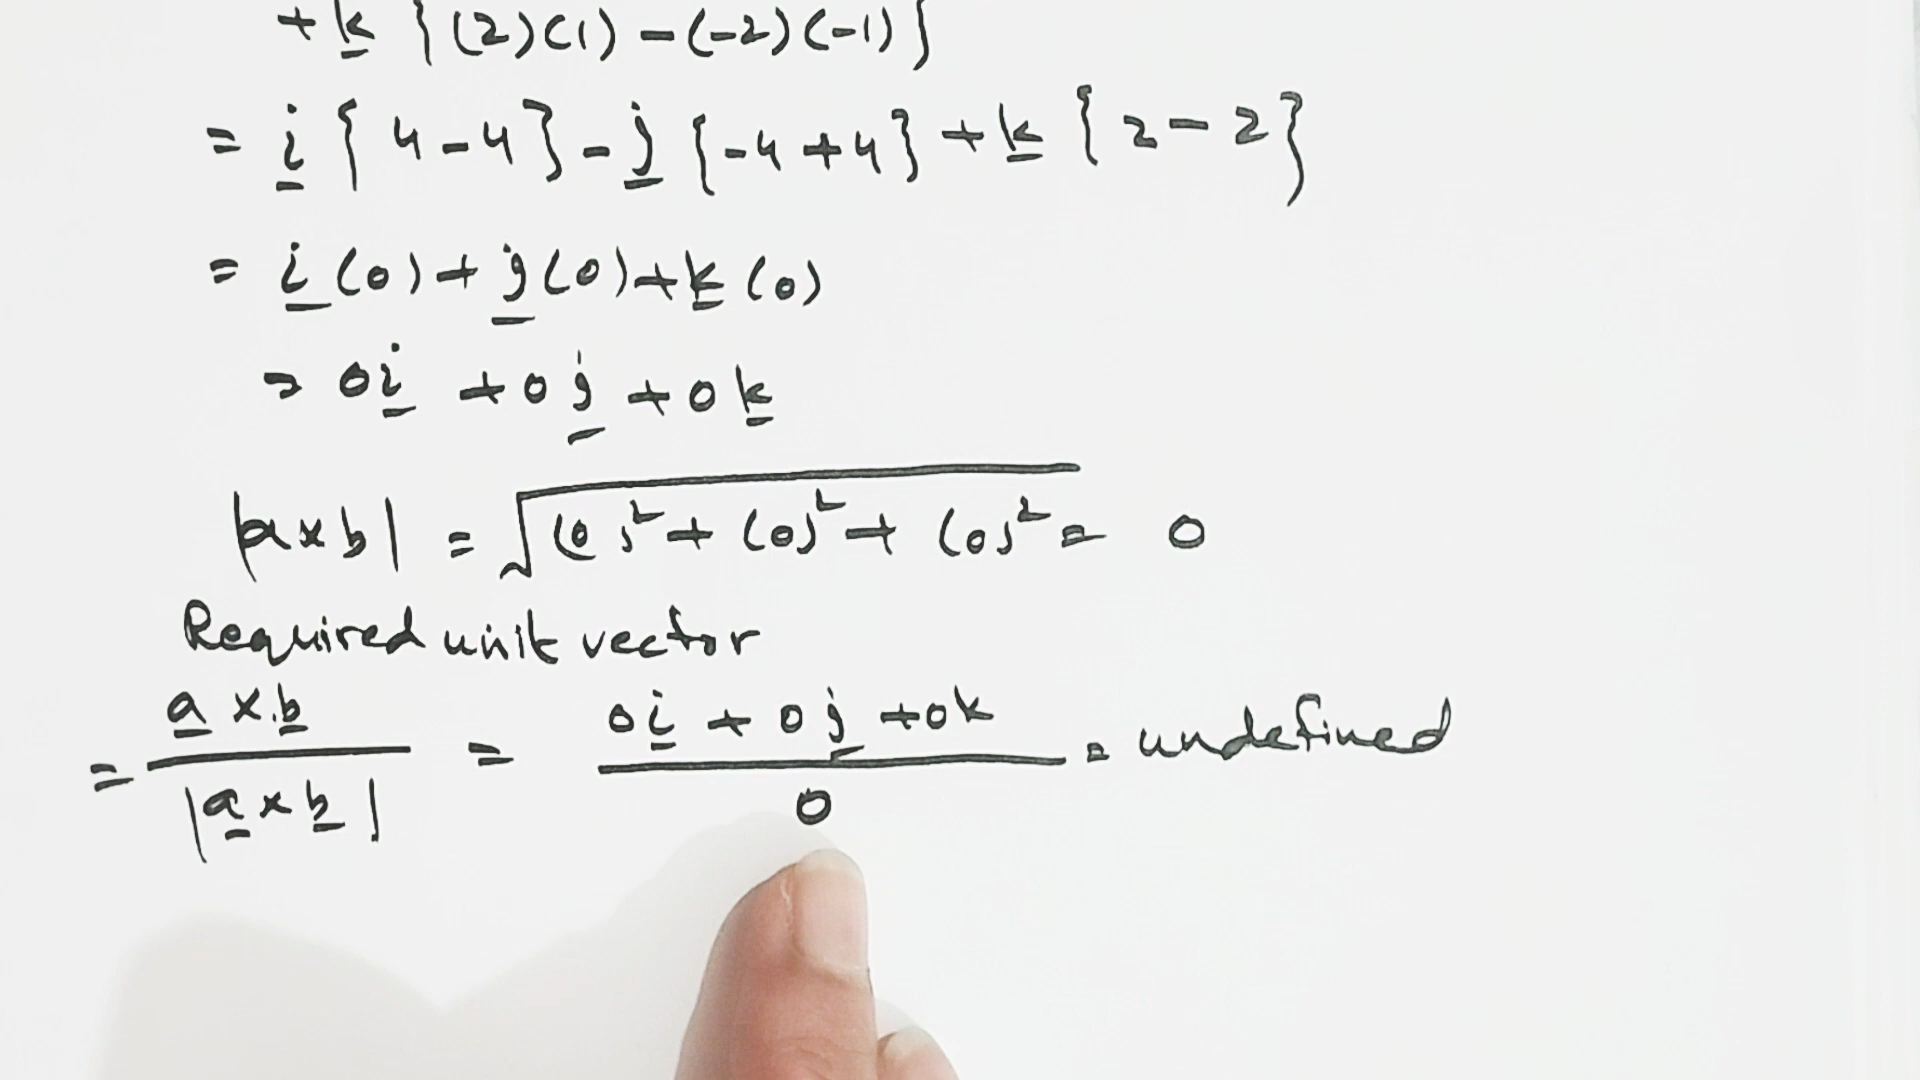 + k { (2)(1) - (-2)(-1) }
= i { 4 - 4 } - j { -4 + 4 } + k { 2 - 2 }
= i (0) + j (0) + k (0)
= 0i + 0j + 0k
|a x b| = √(0)² + (0)² + (0)² = 0
Required unit vector
= a x b / |a x b| = 0i + 0j + 0k / 0 = undefined